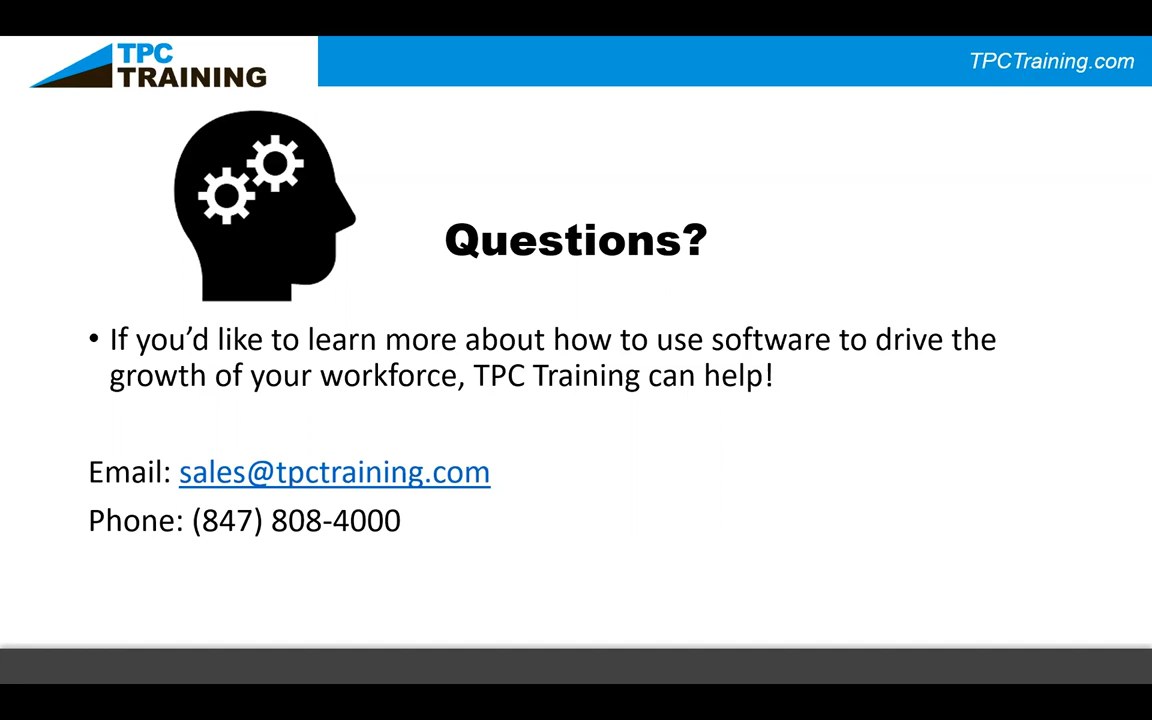 TPC
TRAINING
TPCTraining.com
Questions?
• If you’d like to learn more about how to use software to drive the
growth of your workforce, TPC Training can help!
Email: sales@tpctraining.com
Phone: (847) 808-4000